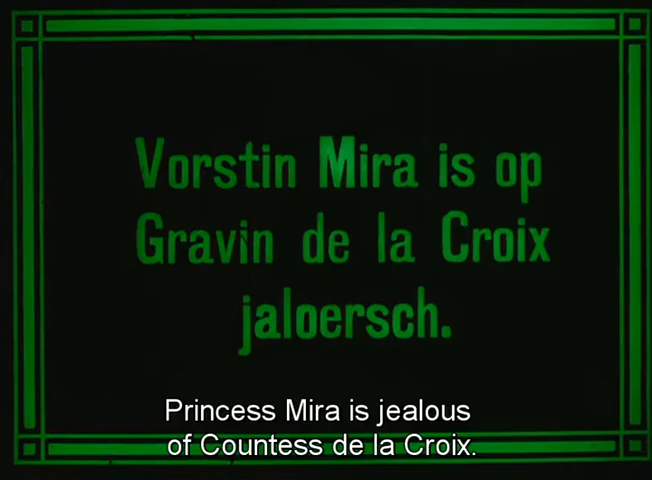 Vorstin Mira is op
Gravin de la Croix
jaloersch.
Princess Mira is jealous
of Countess de la Croix.